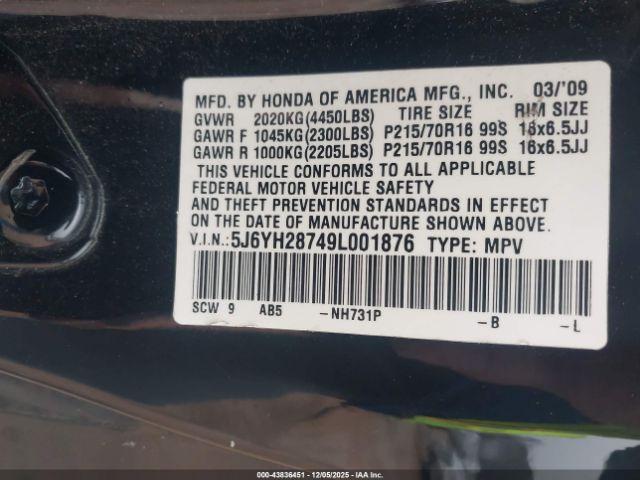 MFD. BY HONDA OF AMERICA MFG., INC. 03/'09
GVWR 2020KG(4450LBS) TIRE SIZE RIM SIZE
GAWR F 1045KG(2300LBS) P215/70R16 99S 16x6.5JJ
GAWR R 1000KG(2205LBS) P215/70R16 99S 16x6.5JJ
THIS VEHICLE CONFORMS TO ALL APPLICABLE
FEDERAL MOTOR VEHICLE SAFETY
AND THEFT PREVENTION STANDARDS IN EFFECT
ON THE DATE OF MANUFACTURE SHOWN ABOVE.
V.I.N.: 5J6YH28749L001876 TYPE: MPV
SCW 9 AB5 -NH731P -B -L
000-43836451 - 12/05/2025 - IAAI.COM